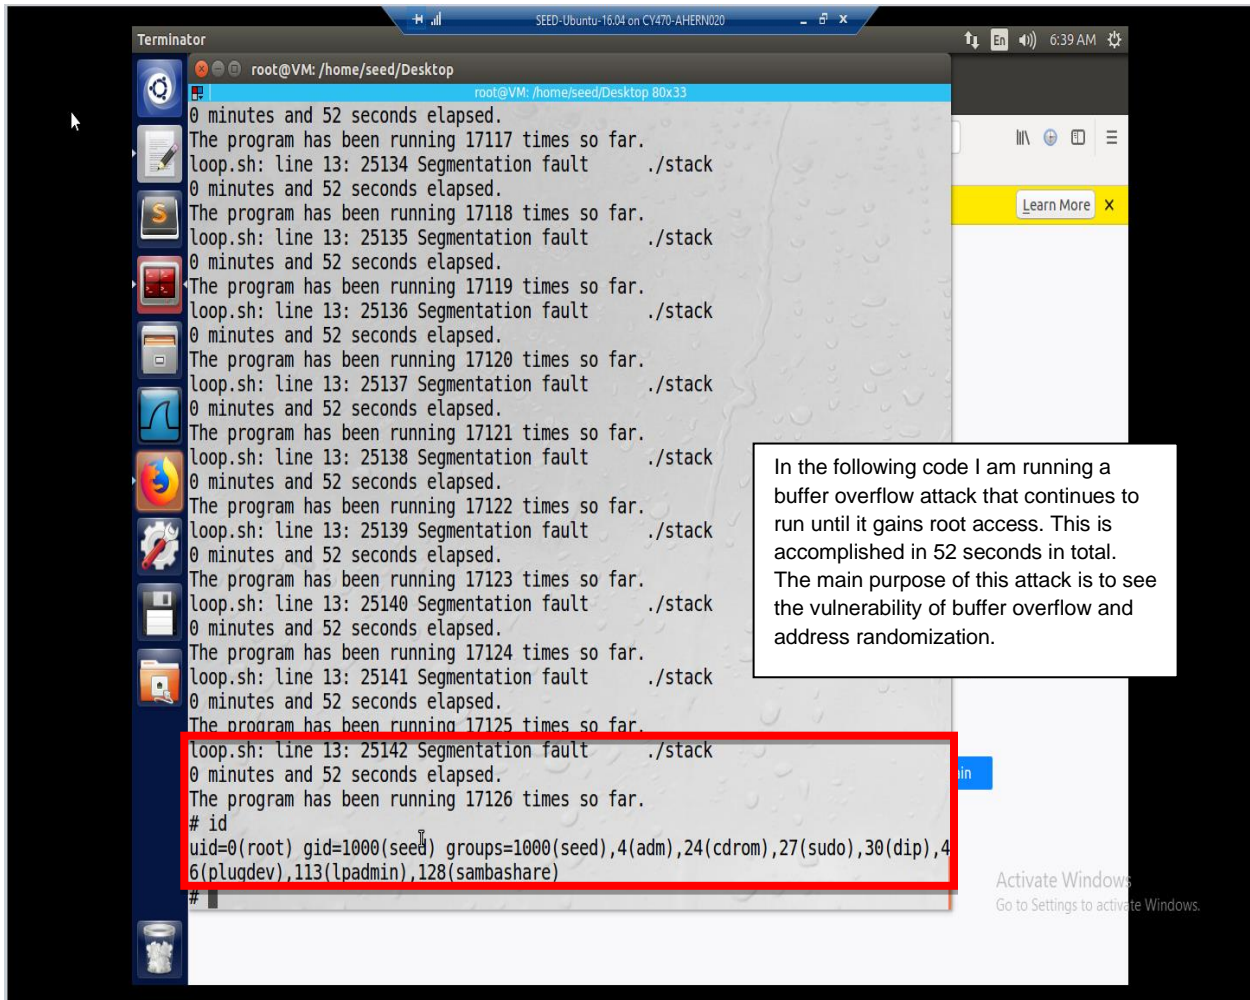 SEED-Ubuntu-16.04 on CY470-AHERN020
Terminator
En
6:39 AM
root@VM: /home/seed/Desktop
root@VM: /home/seed/Desktop 80x33
0 minutes and 52 seconds elapsed.
The program has been running 17117 times so far.
loop.sh: line 13: 25134 Segmentation fault      ./stack
0 minutes and 52 seconds elapsed.
The program has been running 17118 times so far.
loop.sh: line 13: 25135 Segmentation fault      ./stack
0 minutes and 52 seconds elapsed.
The program has been running 17119 times so far.
loop.sh: line 13: 25136 Segmentation fault      ./stack
0 minutes and 52 seconds elapsed.
The program has been running 17120 times so far.
loop.sh: line 13: 25137 Segmentation fault      ./stack
0 minutes and 52 seconds elapsed.
The program has been running 17121 times so far.
loop.sh: line 13: 25138 Segmentation fault      ./stack
0 minutes and 52 seconds elapsed.
The program has been running 17122 times so far.
loop.sh: line 13: 25139 Segmentation fault      ./stack
0 minutes and 52 seconds elapsed.
The program has been running 17123 times so far.
loop.sh: line 13: 25140 Segmentation fault      ./stack
0 minutes and 52 seconds elapsed.
The program has been running 17124 times so far.
loop.sh: line 13: 25141 Segmentation fault      ./stack
0 minutes and 52 seconds elapsed.
The program has been running 17125 times so far.
loop.sh: line 13: 25142 Segmentation fault      ./stack
0 minutes and 52 seconds elapsed.
The program has been running 17126 times so far.
# id
uid=0(root) gid=1000(seed) groups=1000(seed),4(adm),24(cdrom),27(sudo),30(dip),4
6(plugdev),113(lpadmin),128(sambashare)
#
Learn More
In the following code I am running a
buffer overflow attack that continues to
run until it gains root access. This is
accomplished in 52 seconds in total.
The main purpose of this attack is to see
the vulnerability of buffer overflow and
address randomization.
Activate Windows
Go to Settings to activate Windows.